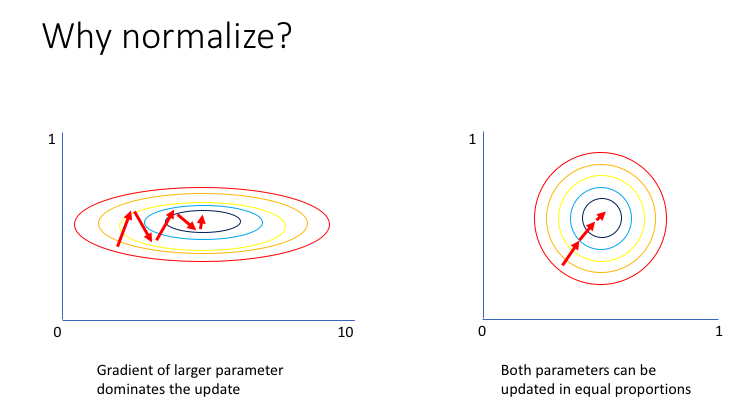 Why normalize?
1
0
10
Gradient of larger parameter
dominates the update
1
0
1
Both parameters can be
updated in equal proportions